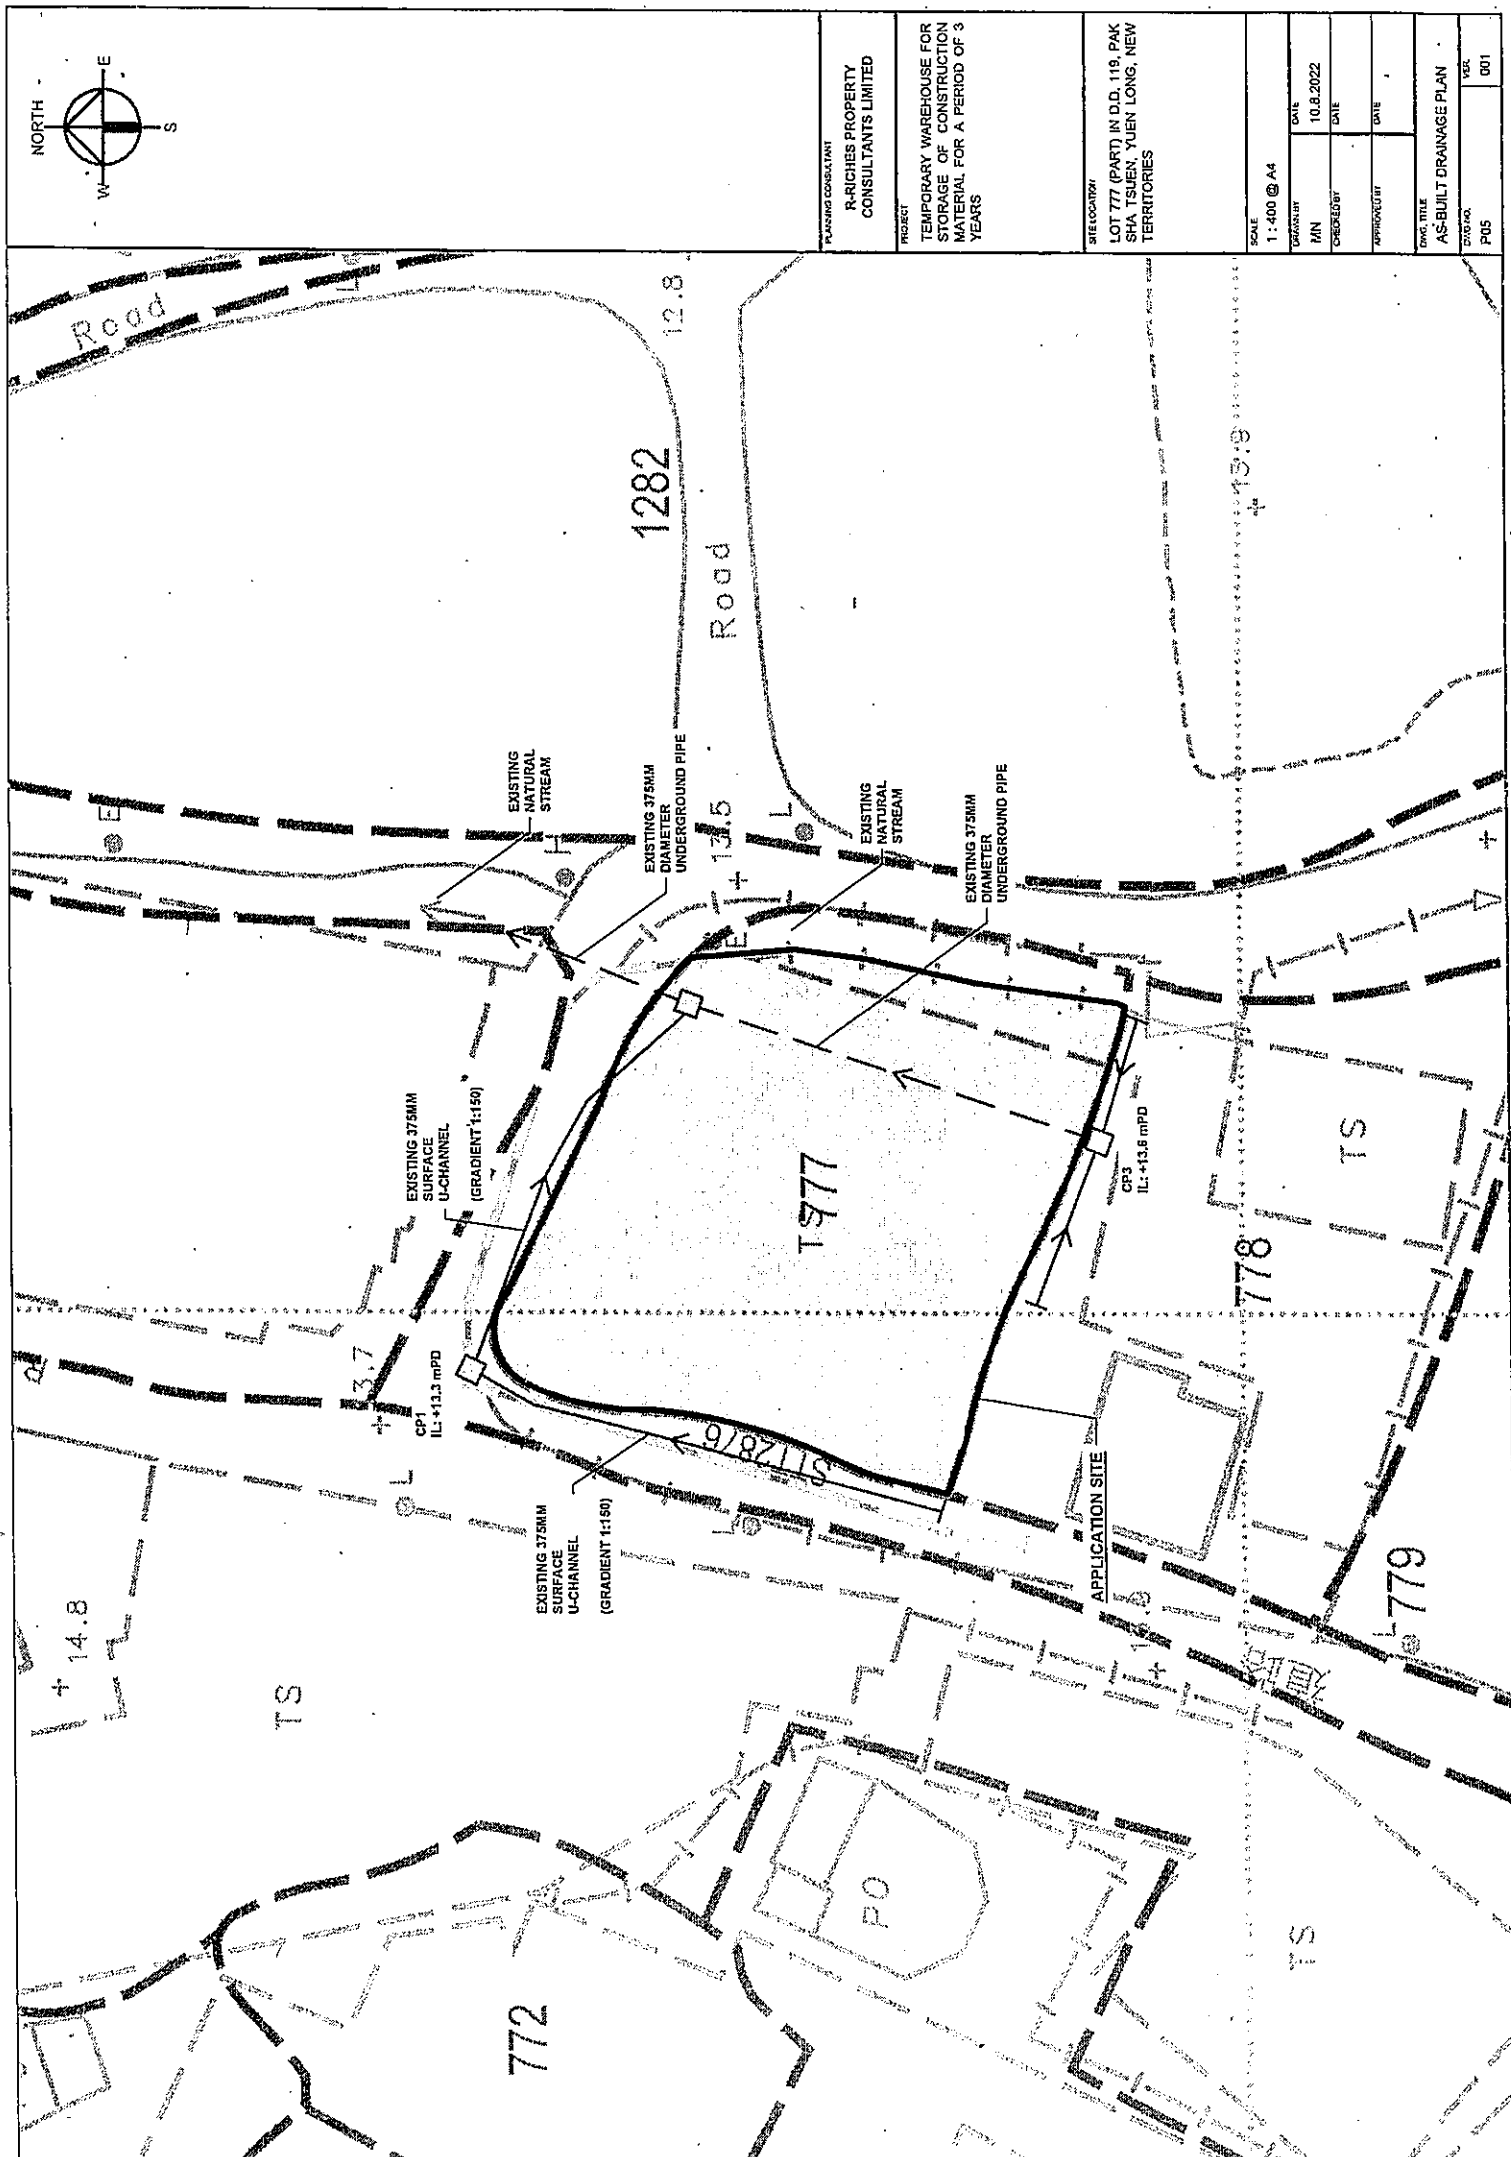 NORTH
W
E
S
PLANNING CONSULTANT
R-RICHES PROPERTY
CONSULTANTS LIMITED
PROJECT
TEMPORARY WAREHOUSE FOR
STORAGE OF CONSTRUCTION
MATERIAL FOR A PERIOD OF 3
YEARS
SITE LOCATION
LOT 777 (PART) IN D.D. 119, PAK
SHA TSUEN, YUEN LONG, NEW
TERRITORIES
SCALE
1 : 400 @ A4
DRAWN BY
MN
DATE
10.8.2022
CHECKED BY
DATE
APPROVED BY
DATE
DWG. TITLE
AS-BUILT DRAINAGE PLAN
DWG NO.
P05
VER.
001
Road
12.8
1282
Road
13.9
E
EXISTING
NATURAL
STREAM
H
EXISTING 375MM
DIAMETER
UNDERGROUND PIPE
13.5
L
EXISTING
NATURAL
STREAM
EXISTING 375MM
DIAMETER
UNDERGROUND PIPE
E
EXISTING 375MM
SURFACE
U-CHANNEL
(GRADIENT 1:150)
TS
777
CP3
IL: +13.6 mPD
TS
778
13.7
CP1
IL: +13.3 mPD
L
EXISTING 375MM
SURFACE
U-CHANNEL
(GRADIENT 1:150)
STT2876
L
APPLICATION SITE
14.8
TS
道路
L
779
772
PO
TS